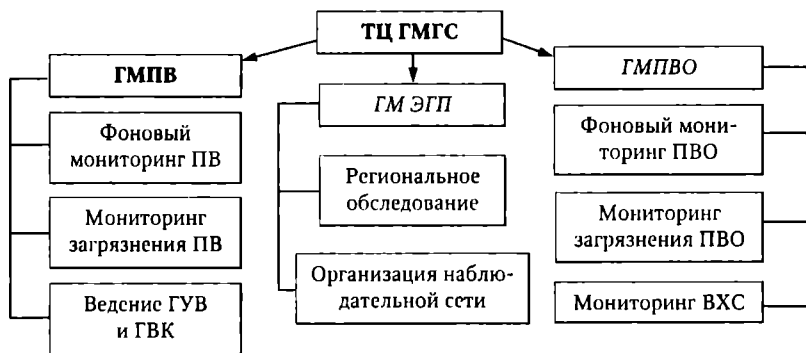 ТЦ ГМГС
ГМПВ
Фоновый
мониторинг ПВ
Мониторинг
загрязнения ПВ
Ведение ГУВ
и ГВК
ГМ ЭГП
Региональное
обследование
Организация наблю-
дательной сети
ГМПВО
Фоновый мони-
торинг ПВО
Мониторинг
загрязнения ПВО
Мониторинг ВХС